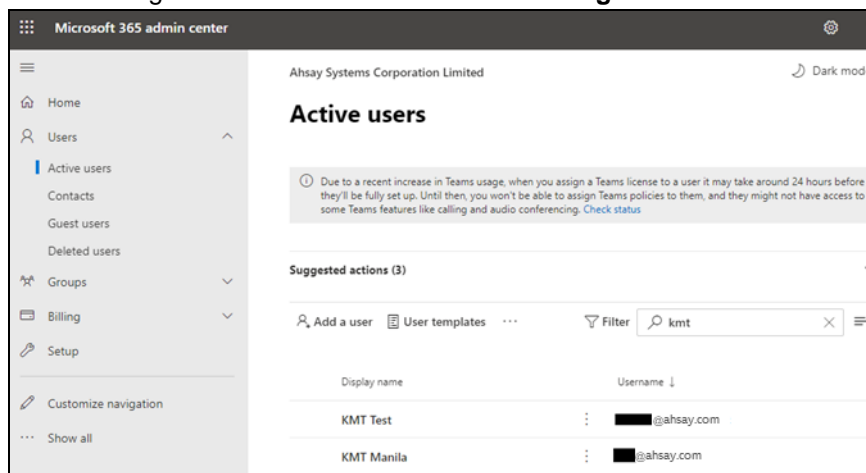 Microsoft 365 admin center
Ahsay Systems Corporation Limited
Dark mod
Home
Active users
Users
Active users
Contacts
Guest users
Deleted users
Groups
Billing
Setup
Customize navigation
Show all
Due to a recent increase in Teams usage, when you assign a Teams license to a user it may take around 24 hours before
they'll be fully set up. Until then, you won't be able to assign Teams policies to them, and they might not have access to
some Teams features like calling and audio conferencing. Check status
Suggested actions (3)
Add a user User templates ... Filter kmt
Display name Username ↓
KMT Test @ahsay.com
KMT Manila @ahsay.com